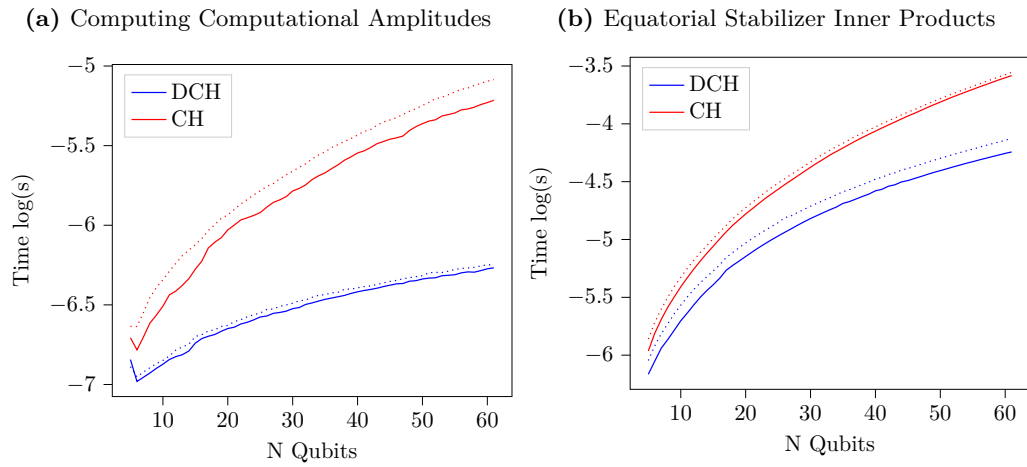 (a) Computing Computational Amplitudes
−5
−5.5
−6
−6.5
−7
Time log(s)
DCH
CH
10 20 30 40 50 60
N Qubits
(b) Equatorial Stabilizer Inner Products
−3.5
−4
−4.5
−5
−5.5
−6
Time log(s)
DCH
CH
10 20 30 40 50 60
N Qubits